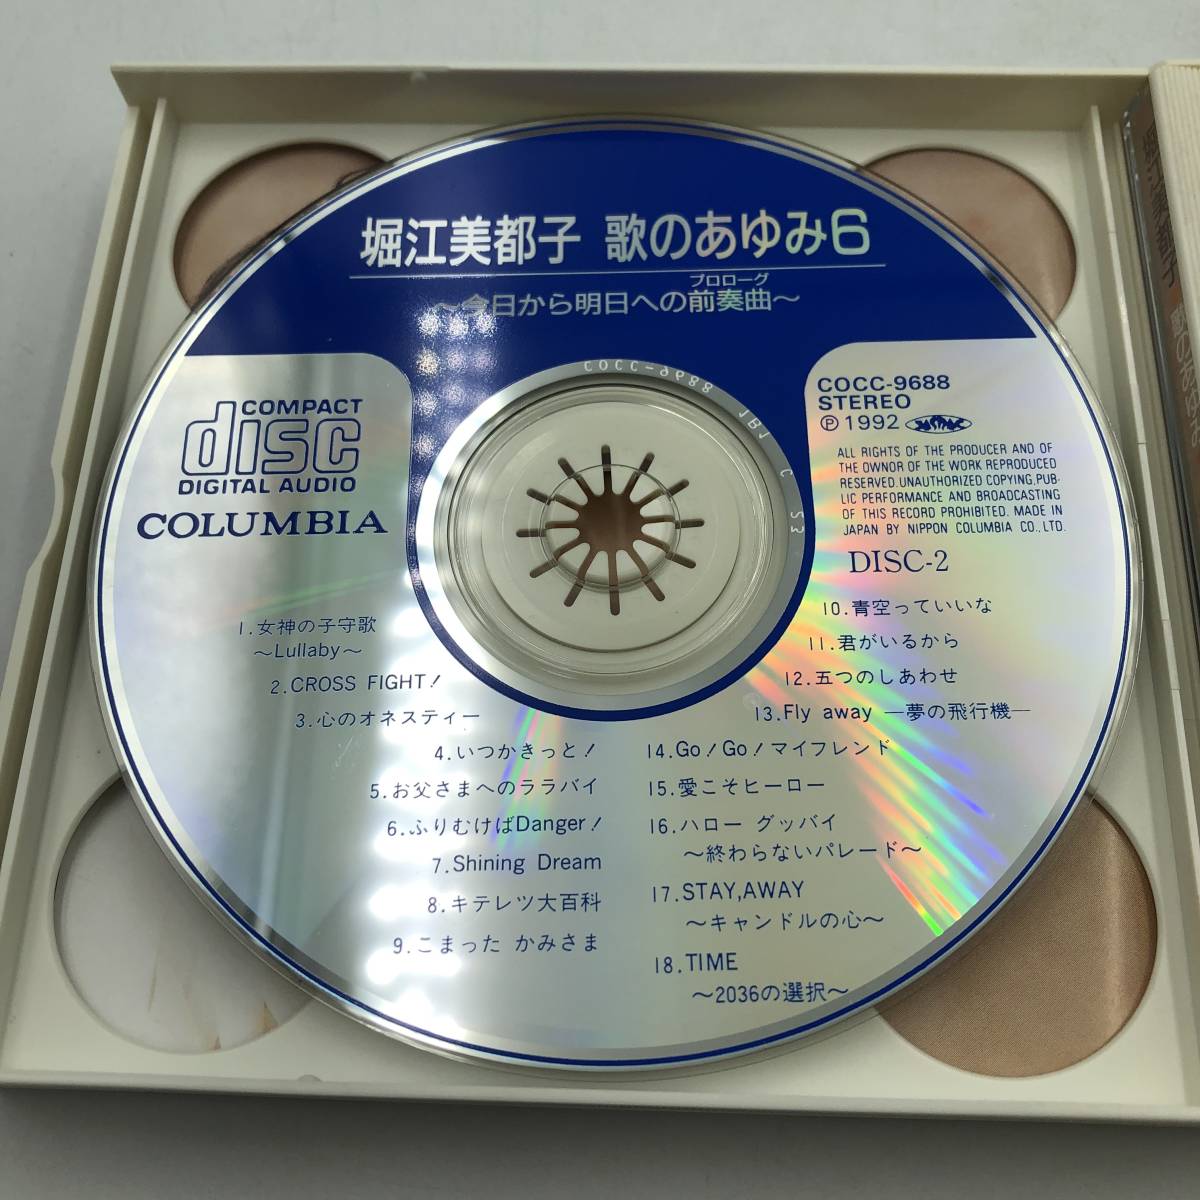 堀江美都子 歌のあゆみ6
プロローグ
～今日から明日への前奏曲～
COMPACT
disc
DIGITAL AUDIO
COLUMBIA
COCC-9688
STEREO
Ⓟ1992
ALL RIGHTS OF THE PRODUCER AND OF
THE OWNOR OF THE WORK REPRODUCED
RESERVED.UNAUTHORIZED COPYING,PUB-
LIC PERFORMANCE AND BROADCASTING
OF THIS RECORD PROHIBITED. MADE IN
JAPAN BY NIPPON COLUMBIA CO.,LTD.
DISC-2
COCC-9688 1B1 C 53
1.女神の子守歌
～Lullaby～
2.CROSS FIGHT!
3.心のオネスティー
4.いつかきっと!
5.お父さまへのララバイ
6.ふりむけばDanger!
7.Shining Dream
8.キテレツ大百科
9.こまった かみさま
10.青空っていいな
11.君がいるから
12.五つのしあわせ
13.Fly away ―夢の飛行機―
14.Go!Go!マイフレンド
15.愛こそヒーロー
16.ハロー グッバイ
～終わらないパレード～
17.STAY,AWAY
～キャンドルの心～
18.TIME
～2036の選択～